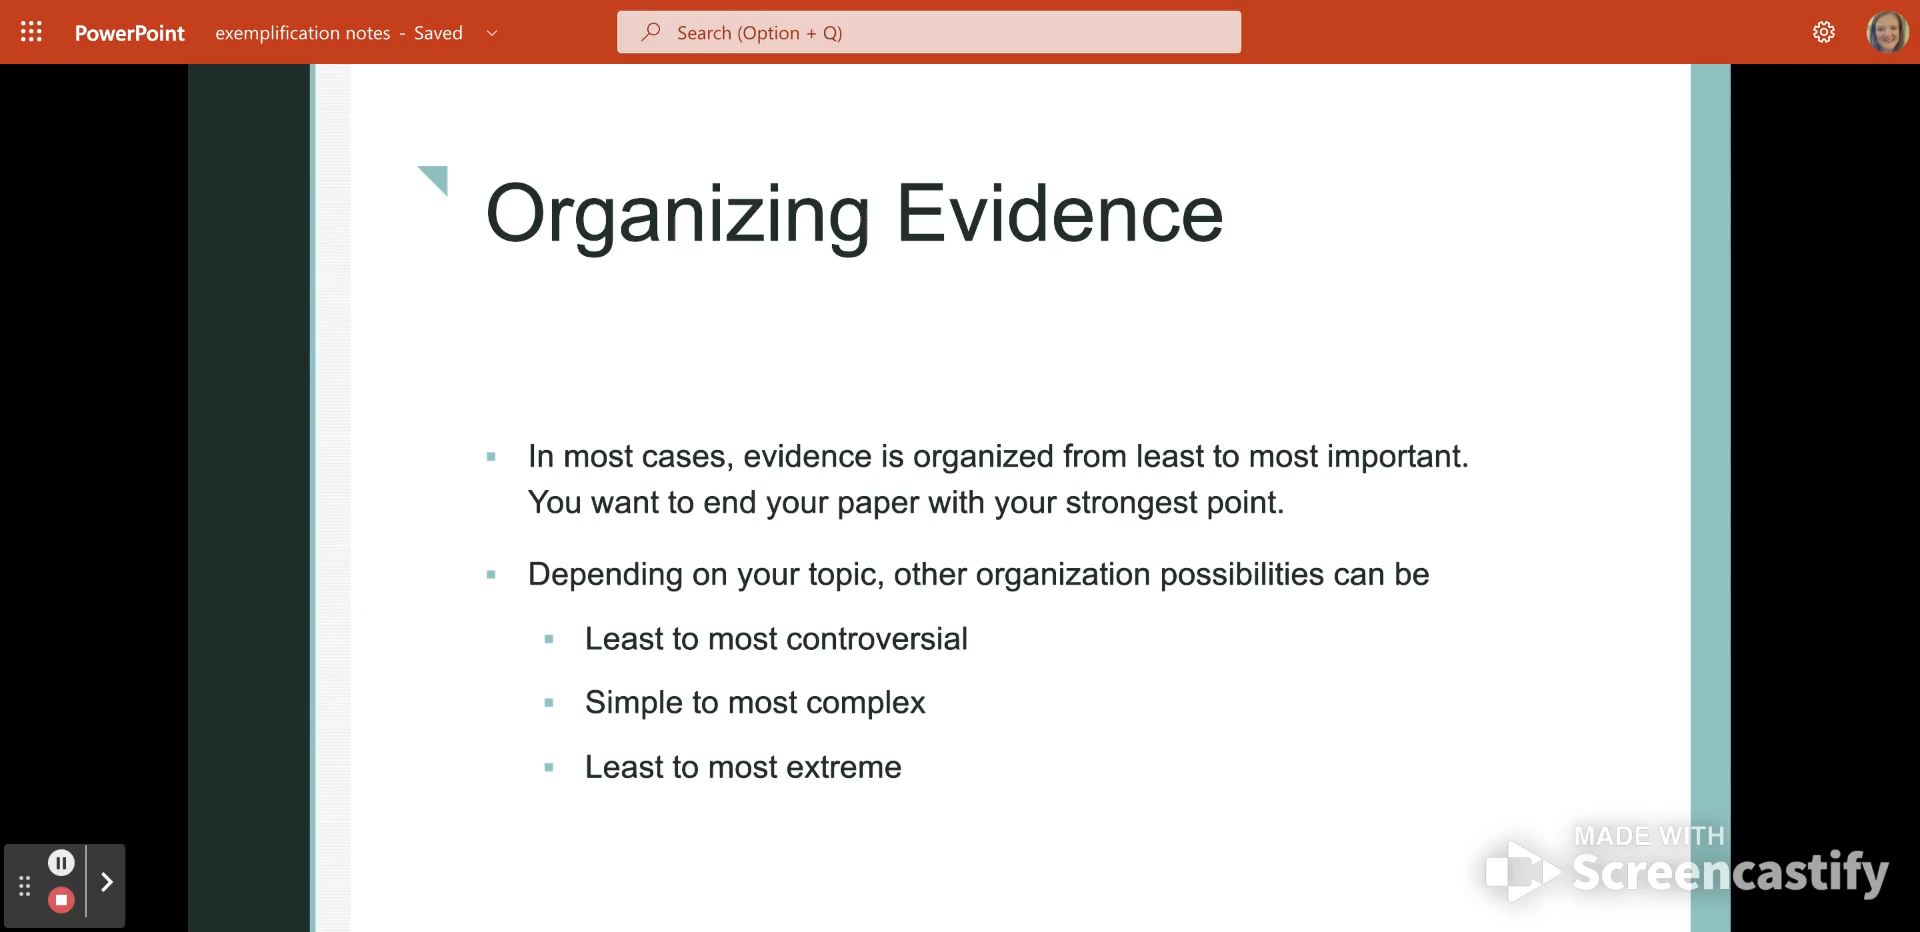 PowerPoint
exemplification notes - Saved
Search (Option + Q)
Organizing Evidence
In most cases, evidence is organized from least to most important.
You want to end your paper with your strongest point.
Depending on your topic, other organization possibilities can be
Least to most controversial
Simple to most complex
Least to most extreme
MADE WITH
Screencastify